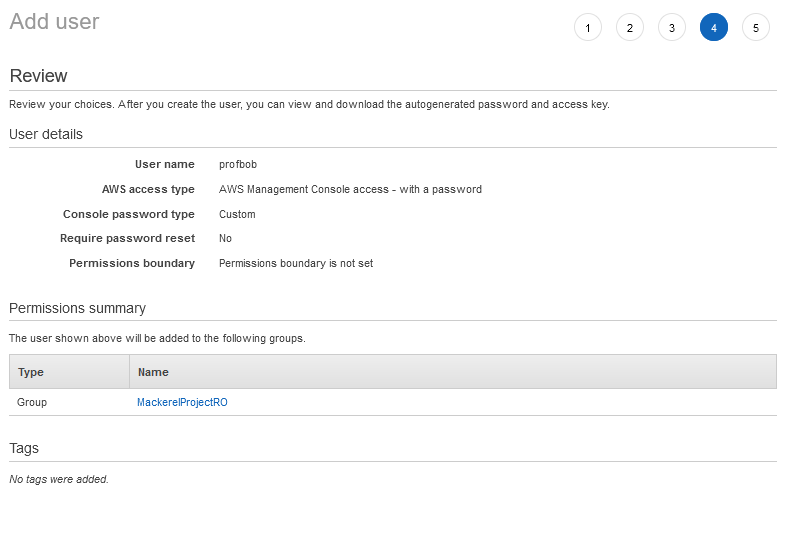 Add user
1 2 3 4 5
Review
Review your choices. After you create the user, you can view and download the autogenerated password and access key.
User details
User name profbob
AWS access type AWS Management Console access - with a password
Console password type Custom
Require password reset No
Permissions boundary Permissions boundary is not set
Permissions summary
The user shown above will be added to the following groups.
Type Name
Group MackerelProjectRO
Tags
No tags were added.